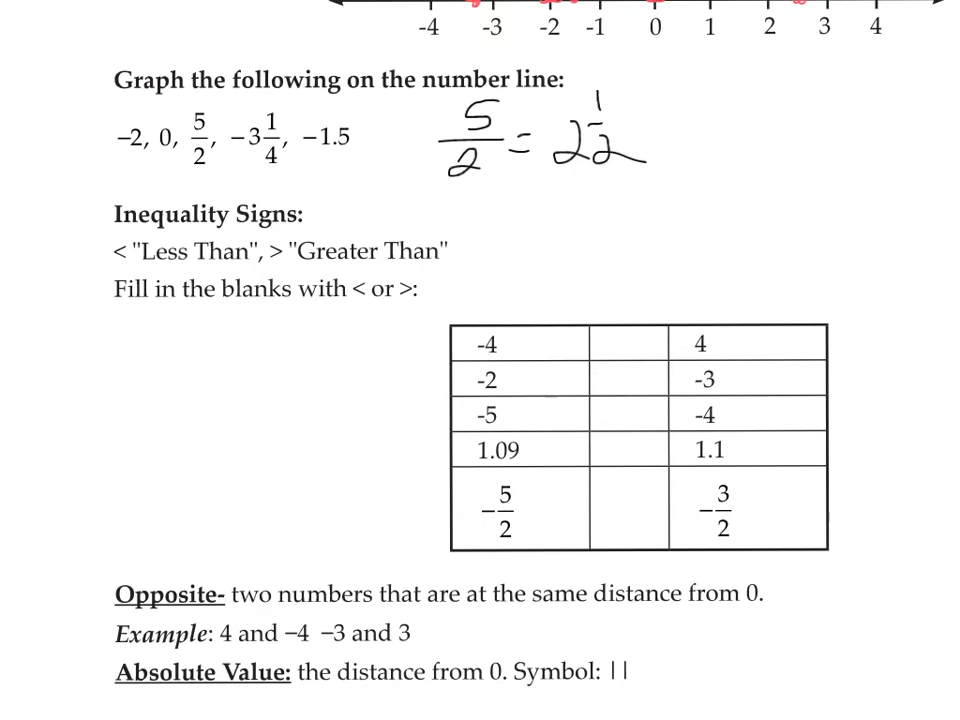 -4 -3 -2 -1 0 1 2 3 4
Graph the following on the number line:
−2, 0, 5/2, −3 1/4, −1.5 5/2 = 2 1/2
Inequality Signs:
< "Less Than", > "Greater Than"
Fill in the blanks with < or >:
-4 4
-2 -3
-5 -4
1.09 1.1
−5/2 −3/2
Opposite- two numbers that are at the same distance from 0.
Example: 4 and −4 −3 and 3
Absolute Value: the distance from 0. Symbol: ||